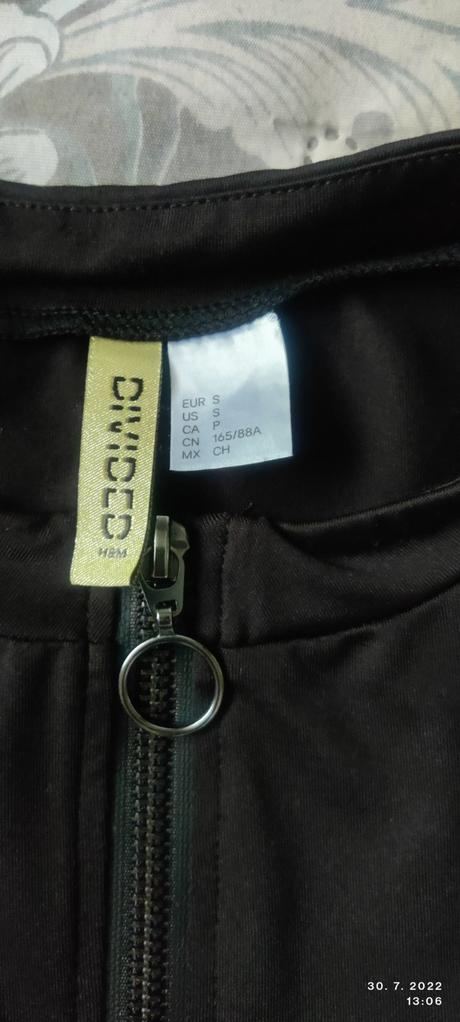 DIVIDED
H&M
EUR S
US S
CA P
CN 165/88A
MX CH
30. 7. 2022
13:06